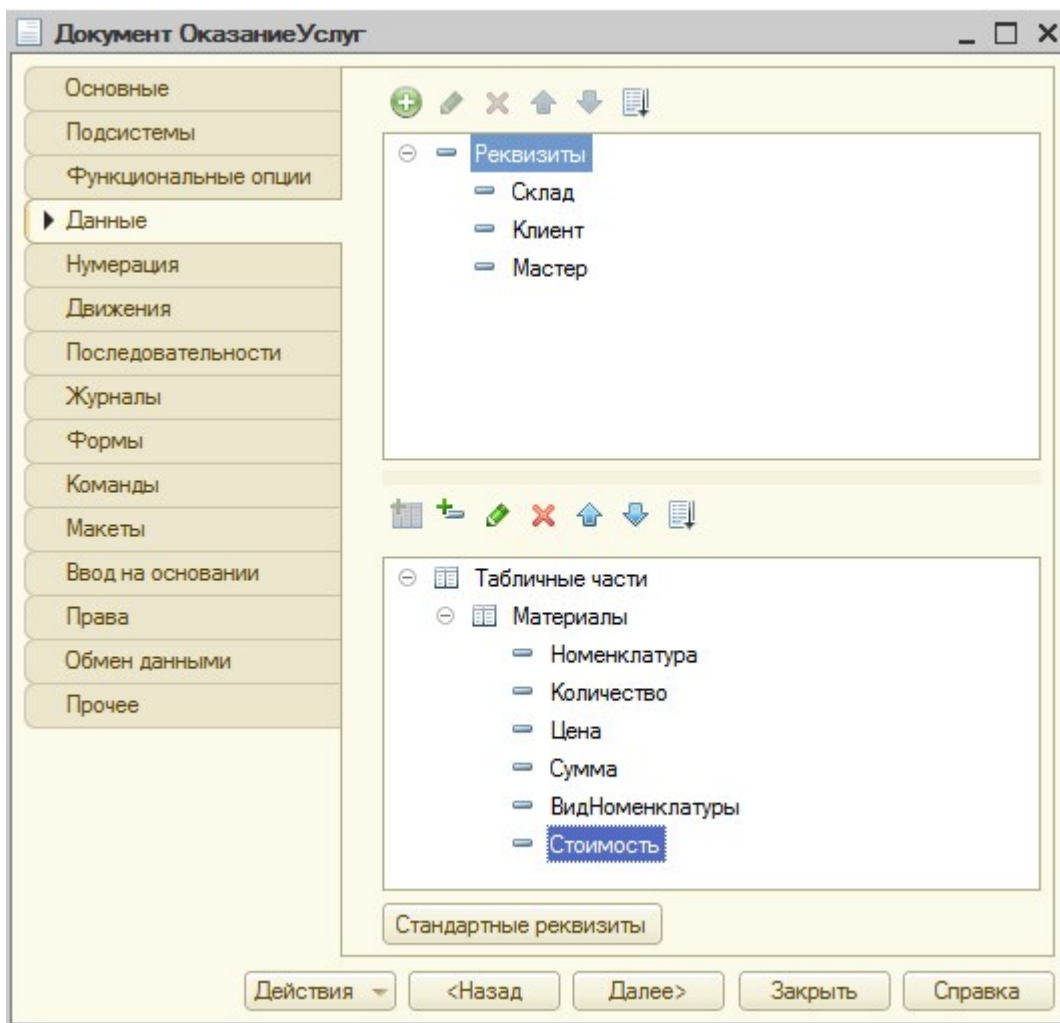 Документ ОказаниеУслуг
Основные
Подсистемы
Функциональные опции
Данные
Нумерация
Движения
Последовательности
Журналы
Формы
Команды
Макеты
Ввод на основании
Права
Обмен данными
Прочее
Реквизиты
Склад
Клиент
Мастер
Табличные части
Материалы
Номенклатура
Количество
Цена
Сумма
ВидНоменклатуры
Стоимость
Стандартные реквизиты
Действия
<Назад
Далее>
Закрыть
Справка